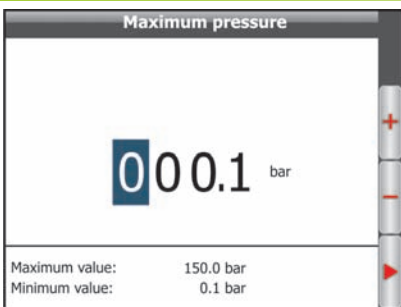 Maximum pressure
000.1 bar
Maximum value: 150.0 bar
Minimum value: 0.1 bar